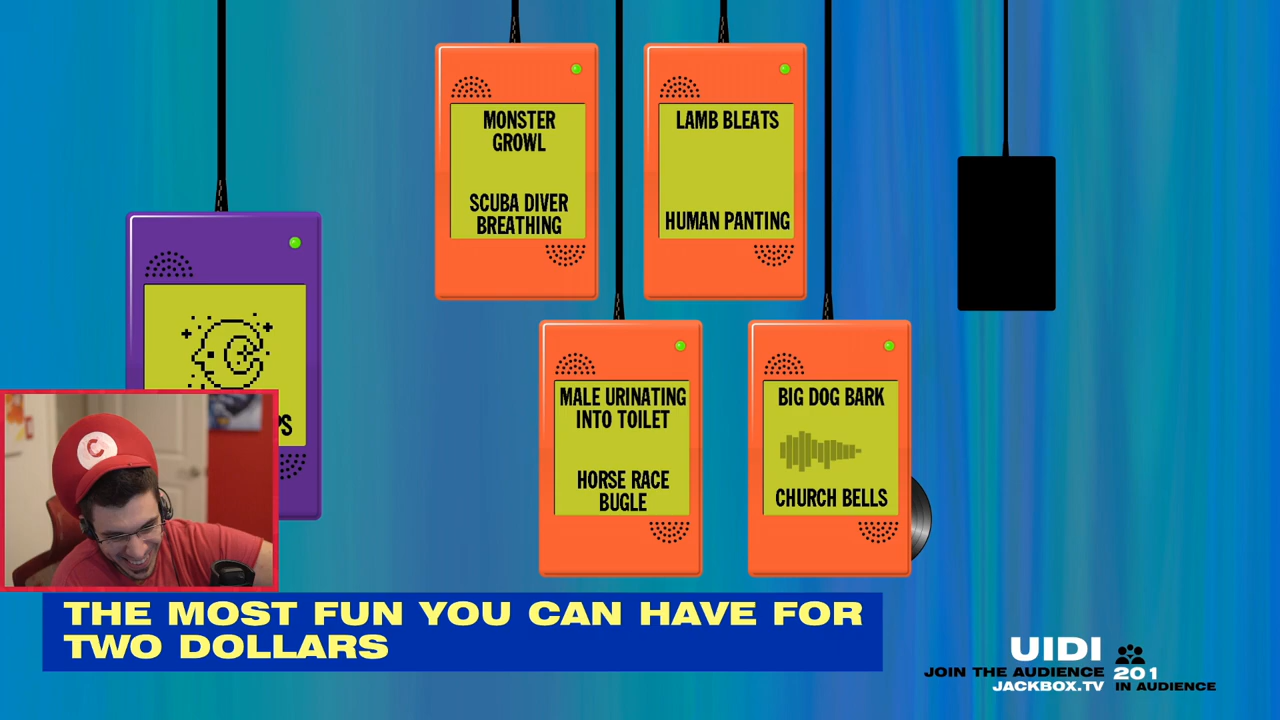 MONSTER
GROWL
SCUBA DIVER
BREATHING
LAMB BLEATS
HUMAN PANTING
MALE URINATING
INTO TOILET
HORSE RACE
BUGLE
BIG DOG BARK
CHURCH BELLS
C
THE MOST FUN YOU CAN HAVE FOR
TWO DOLLARS
UIDI
JOIN THE AUDIENCE 201
JACKBOX.TV IN AUDIENCE